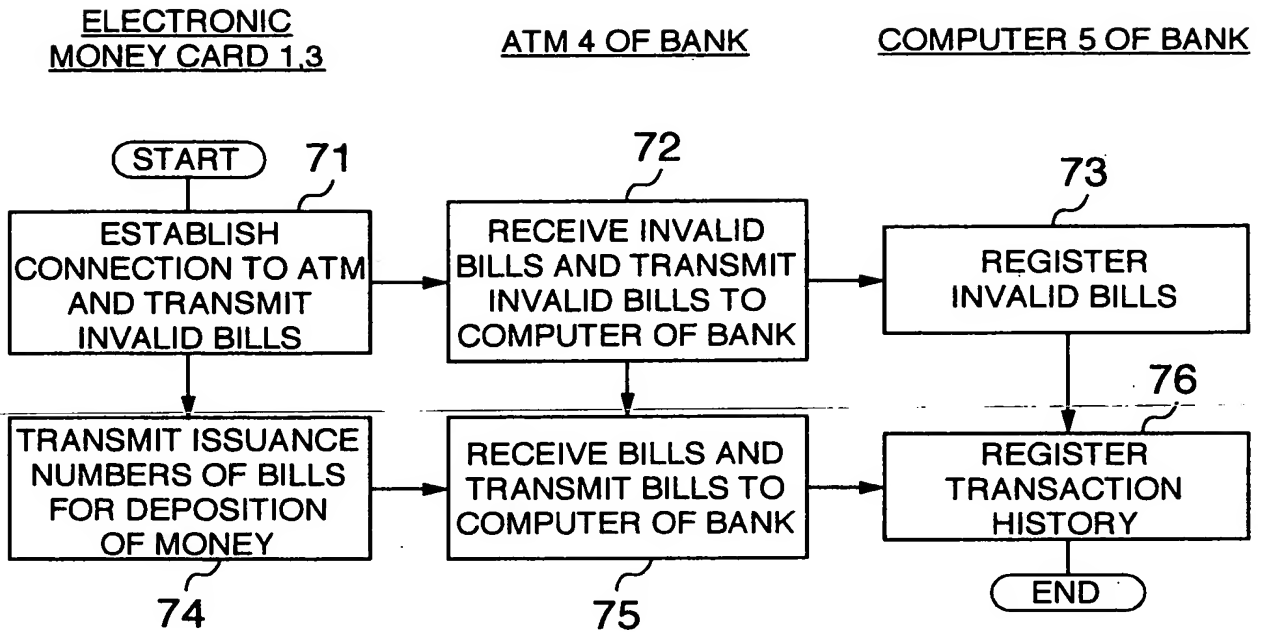 ELECTRONIC
MONEY CARD 1,3
ATM 4 OF BANK
COMPUTER 5 OF BANK
START
71
ESTABLISH
CONNECTION TO ATM
AND TRANSMIT
INVALID BILLS
72
RECEIVE INVALID
BILLS AND TRANSMIT
INVALID BILLS TO
COMPUTER OF BANK
73
REGISTER
INVALID BILLS
TRANSMIT ISSUANCE
NUMBERS OF BILLS
FOR DEPOSITION
OF MONEY
74
RECEIVE BILLS AND
TRANSMIT BILLS TO
COMPUTER OF BANK
75
76
REGISTER
TRANSACTION
HISTORY
END